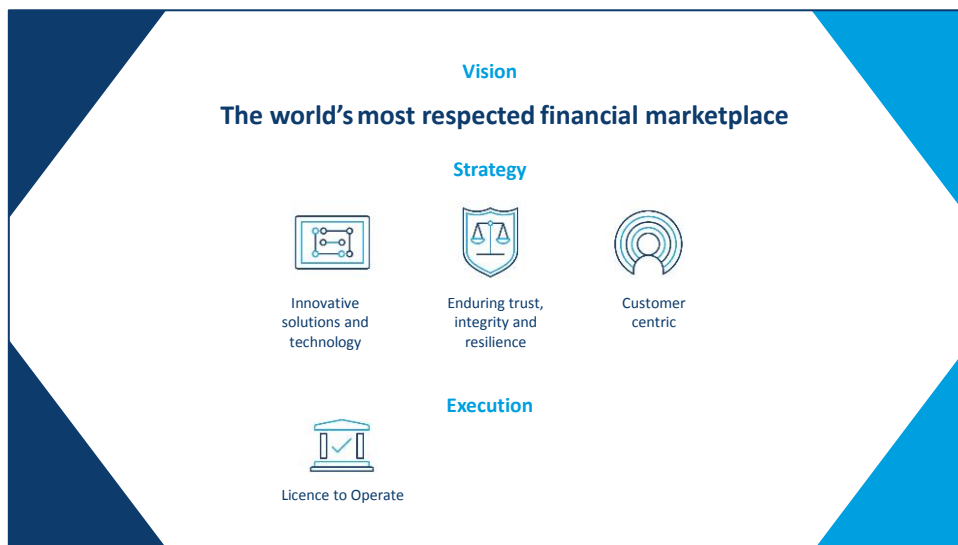 Vision
The world's most respected financial marketplace
Strategy
Innovative
solutions and
technology
Enduring trust,
integrity and
resilience
Customer
centric
Execution
Licence to Operate